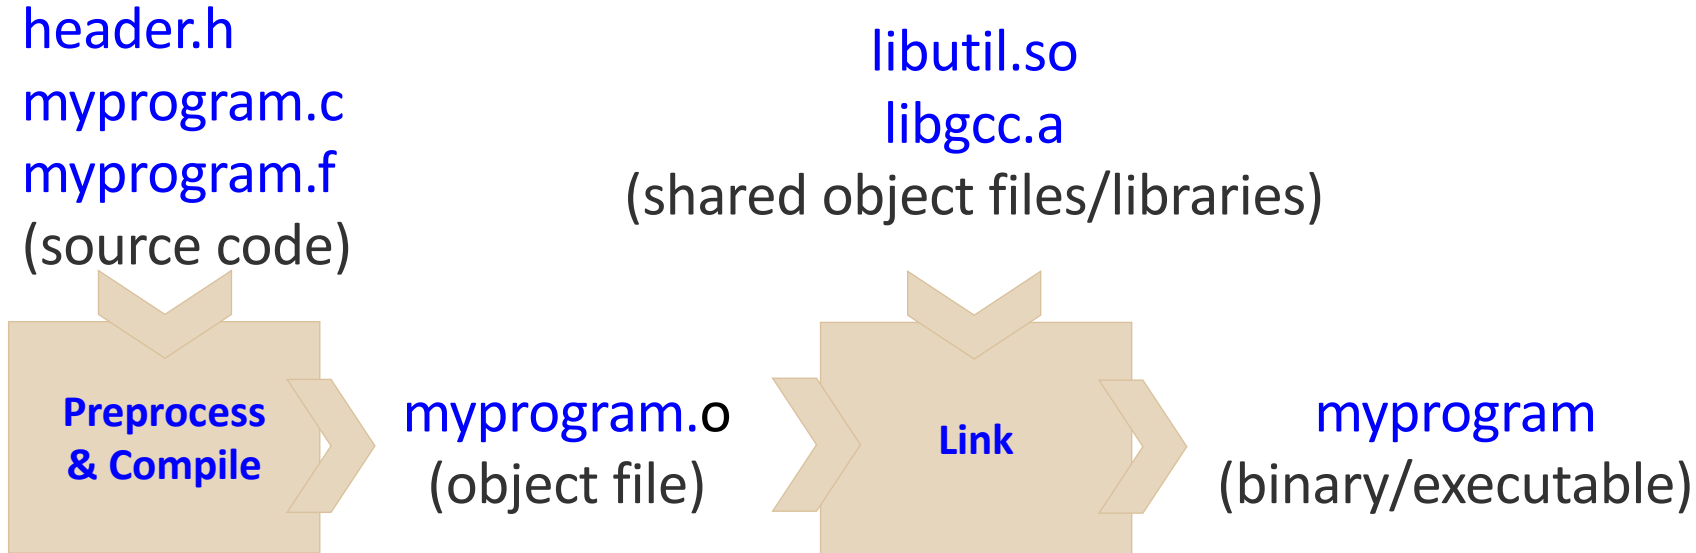 header.h
myprogram.c
myprogram.f
(source code)
libutil.so
libgcc.a
(shared object files/libraries)
Preprocess
& Compile
myprogram.o
(object file)
Link
myprogram
(binary/executable)